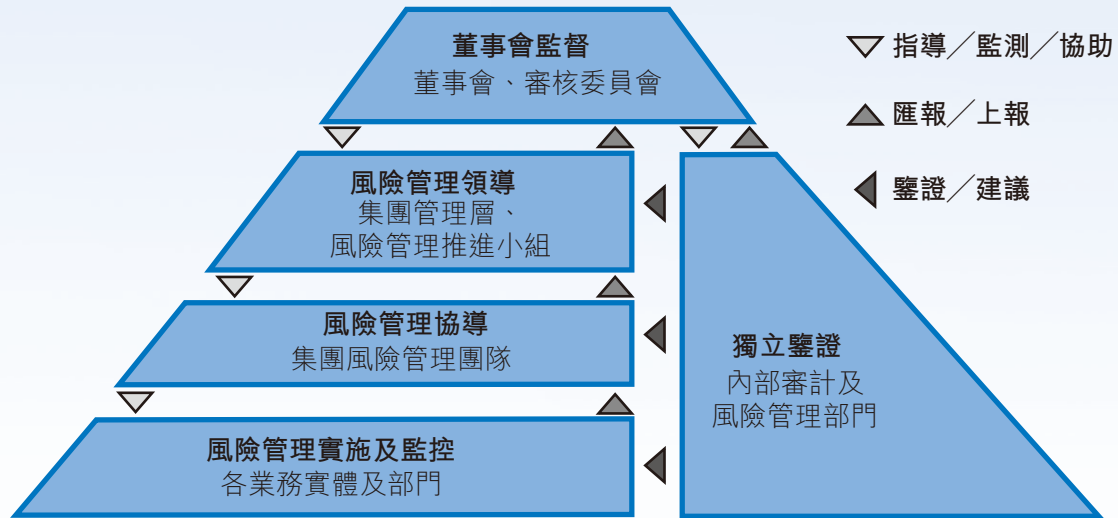 董事會監督
董事會、審核委員會
指導／監測／協助
匯報／上報
鑒證／建議
風險管理領導
集團管理層、
風險管理推進小組
風險管理協導
集團風險管理團隊
風險管理實施及監控
各業務實體及部門
獨立鑒證
內部審計及
風險管理部門